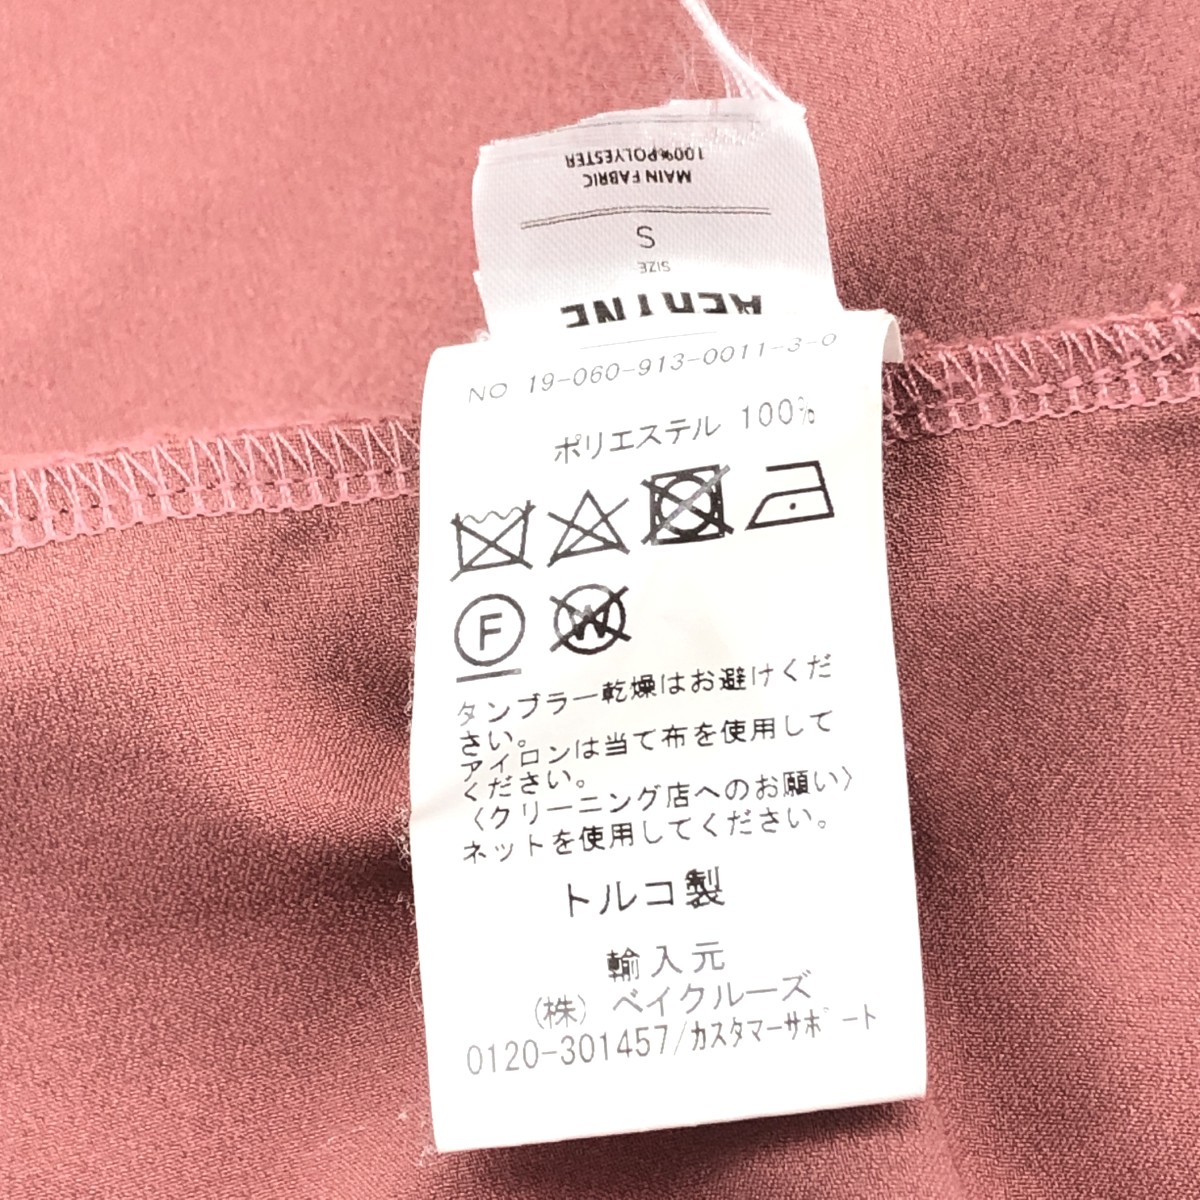 100%POLYESTER
MAIN FABRIC
S
SIZE
NO 19-060-913-0011-3-0
ポリエステル 100%
F
W
タンブラー乾燥はお避けくだ
さい。
アイロンは当て布を使用して
ください。
〈クリーニング店へのお願い〉
ネットを使用してください。
トルコ製
輸入元
(株) ベイクルーズ
0120-301457/カスタマーサポート